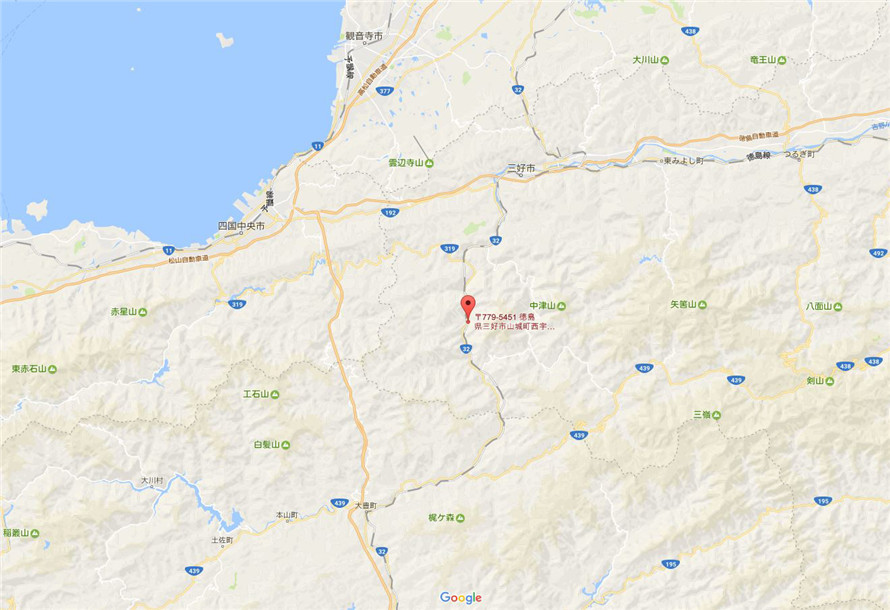 観音寺市
予讃線
高松自動車道
377
438
大川山
竜王山
32
11
雲辺寺山
三好市
徳島自動車道
東みよし町
徳島線
つるぎ町
吉野
192
438
四国中央市
予讃線
11
松山自動車道
319
32
492
319
赤星山
中津山
矢筈山
八面山
〒779-5451 徳島
県三好市山城町西宇...
32
東赤石山
438
438
439
439
剣山
工石山
三嶺
439
白髪山
大川村
439
大豊町
195
本山町
梶ケ森
稲叢山
土佐町
32
439
195
Google